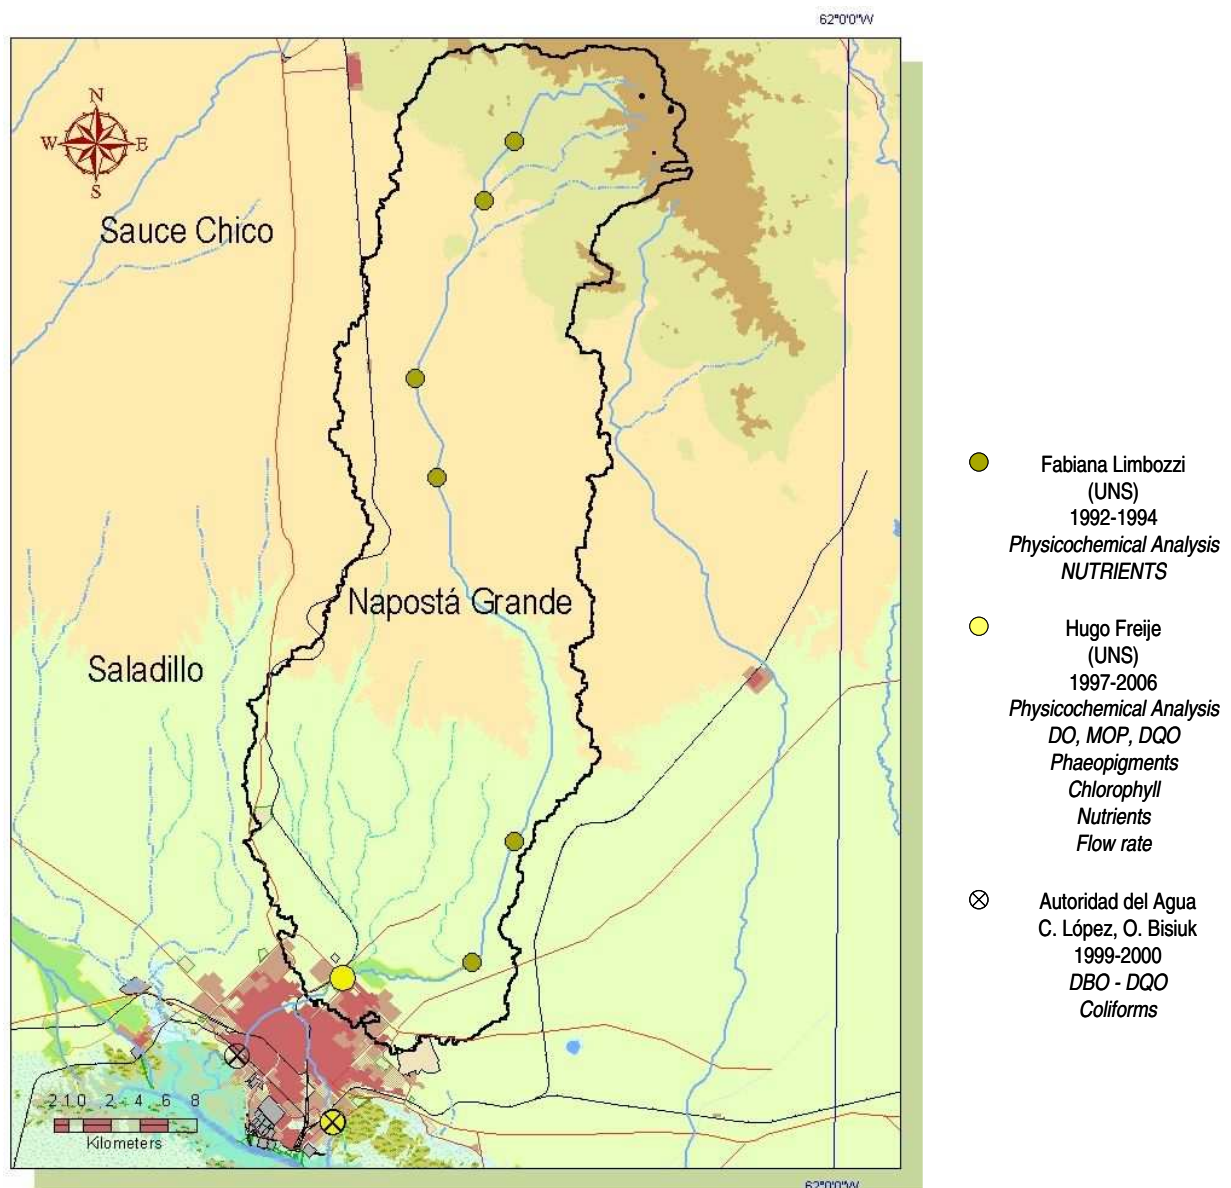 62°0'0"W
N
W E
S
Sauce Chico
Napostá Grande
Saladillo
2 1 0 2 4 6 8
Kilometers
62°0'0"W
Fabiana Limbozzi
(UNS)
1992-1994
Physicochemical Analysis
NUTRIENTS
Hugo Freije
(UNS)
1997-2006
Physicochemical Analysis
DO, MOP, DQO
Phaeopigments
Chlorophyll
Nutrients
Flow rate
Autoridad del Agua
C. López, O. Bisiuk
1999-2000
DBO - DQO
Coliforms